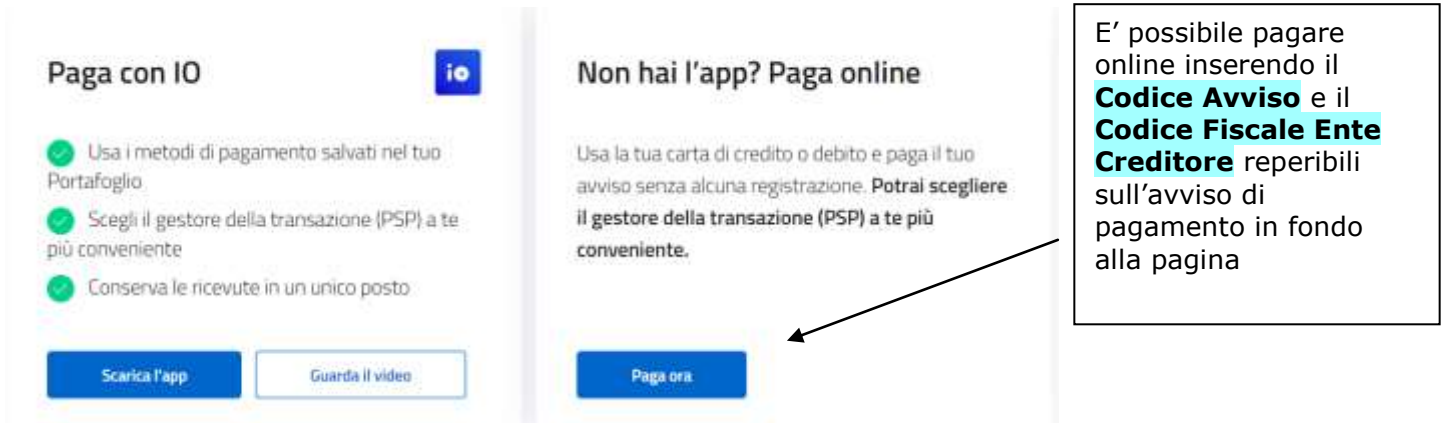 Paga con IO
io
Usa i metodi di pagamento salvati nel tuo
Portafoglio
Scegli il gestore della transazione (PSP) a te
più conveniente
Conserva le ricevute in un unico posto
Scarica l'app
Guarda il video
Non hai l'app? Paga online
Usa la tua carta di credito o debito e paga il tuo
avviso senza alcuna registrazione. Potrai scegliere
il gestore della transazione (PSP) a te più
conveniente.
Paga ora
E’ possibile pagare
online inserendo il
Codice Avviso e il
Codice Fiscale Ente
Creditore reperibili
sull’avviso di
pagamento in fondo
alla pagina